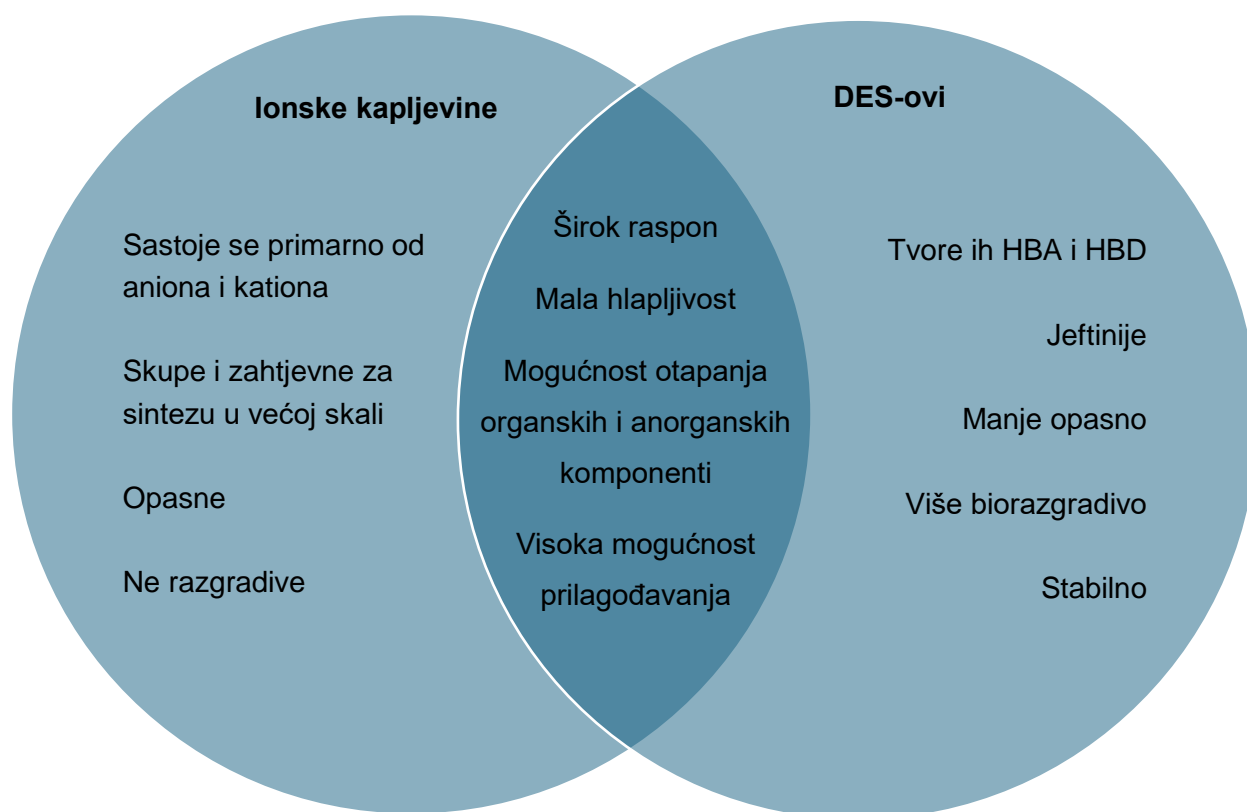 Ionske kapljevine
Sastoje se primarno od
aniona i kationa
Skupe i zahtjevne za
sintezu u većoj skali
Opasne
Ne razgradive
Širok raspon
Mala hlapljivost
Mogućnost otapanja
organskih i anorganskih
komponenti
Visoka mogućnost
prilagođavanja
DES-ovi
Tvore ih HBA i HBD
Jeftinije
Manje opasno
Više biorazgradivo
Stabilno